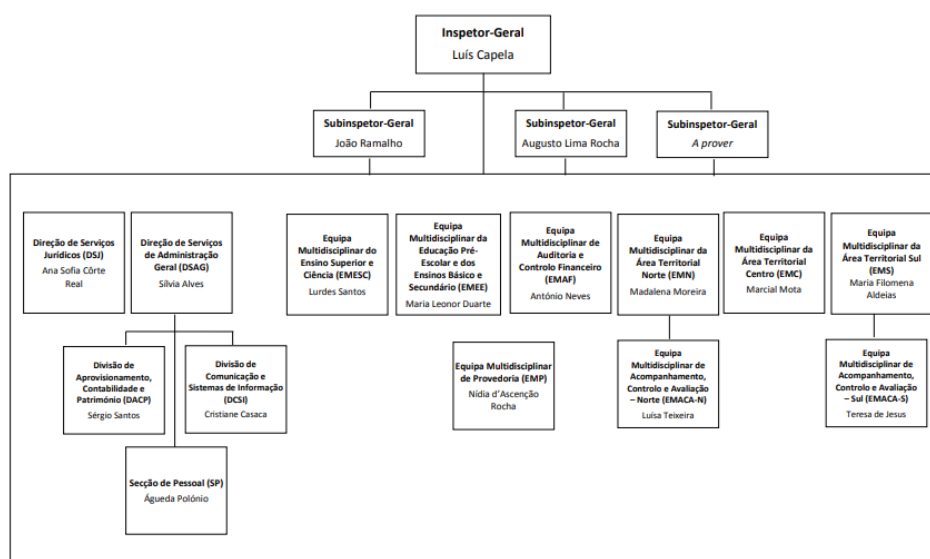 Inspetor-Geral
Luís Capela
Subinspetor-Geral
João Ramalho
Subinspetor-Geral
Augusto Lima Rocha
Subinspetor-Geral
A prover
Direção de Serviços
Jurídicos (DSJ)
Ana Sofia Côrte
Real
Direção de Serviços
de Administração
Geral (DSAG)
Sílvia Alves
Equipa
Multidisciplinar do
Ensino Superior e
Ciência (EMESC)
Lurdes Santos
Equipa
Multidisciplinar da
Educação Pré-
Escolar e dos
Ensinos Básico e
Secundário (EMEE)
Maria Leonor Duarte
Equipa
Multidisciplinar de
Auditoria e
Controlo Financeiro
(EMAF)
António Neves
Equipa
Multidisciplinar da
Área Territorial
Norte (EMN)
Madalena Moreira
Equipa
Multidisciplinar da
Área Territorial
Centro (EMC)
Marcial Mota
Equipa
Multidisciplinar da
Área Territorial Sul
(EMS)
Maria Filomena
Aldeias
Divisão de
Aprovisionamento,
Contabilidade e
Património (DACP)
Sérgio Santos
Divisão de
Comunicação e
Sistemas de Informação
(DCSI)
Cristiane Casaca
Equipa Multidisciplinar
de Provedoria (EMP)
Nídia d'Ascenção
Rocha
Equipa
Multidisciplinar
de Acompanhamento,
Controlo e Avaliação
– Norte (EMACA-N)
Luísa Teixeira
Equipa
Multidisciplinar
de Acompanhamento,
Controlo e Avaliação
– Sul (EMACA-S)
Teresa de Jesus
Secção de Pessoal (SP)
Águeda Polónio